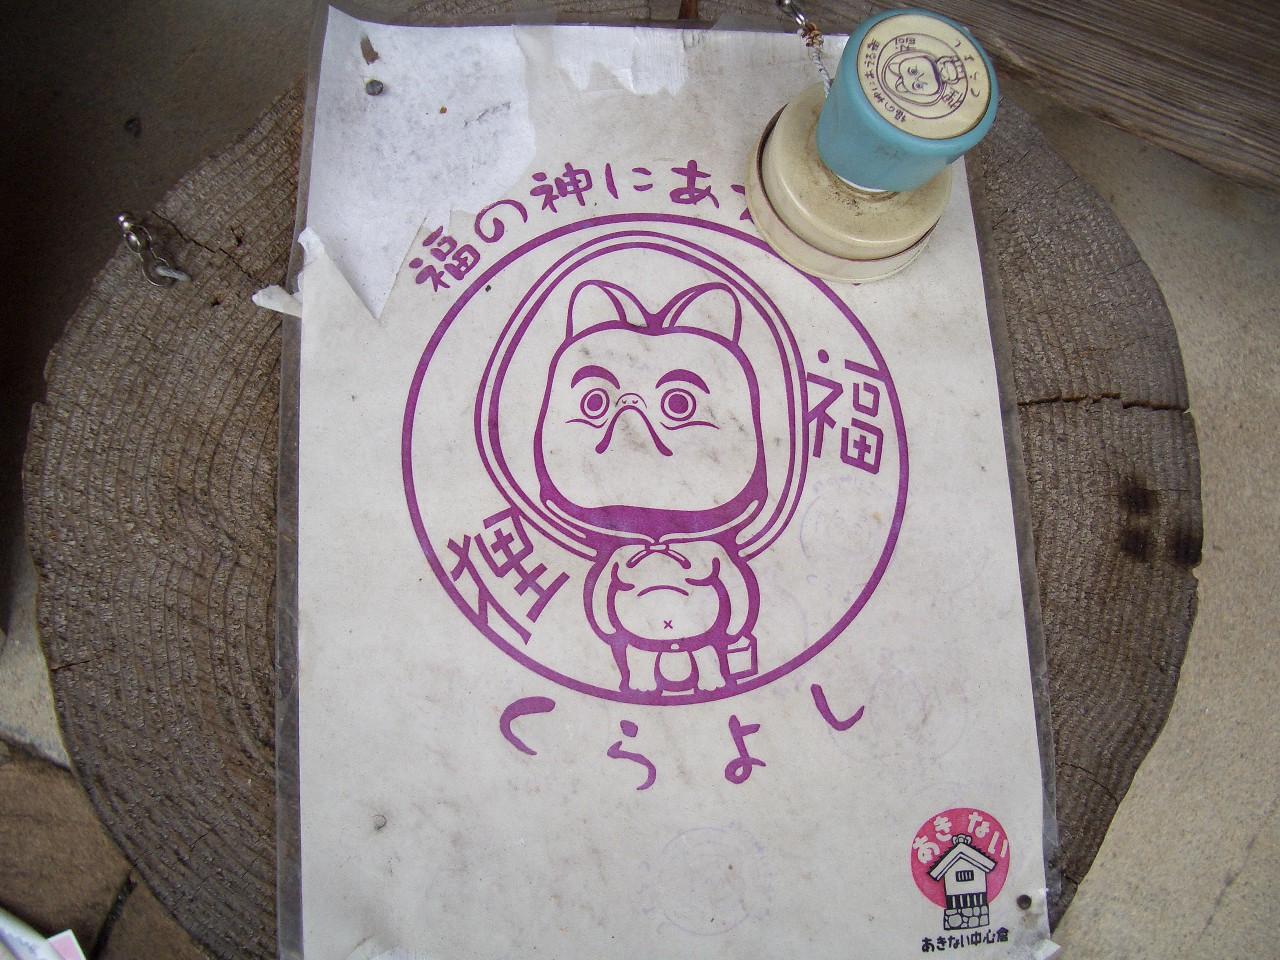 福の神にあ
福
狸
くらよし
あきない
あきない中心倉